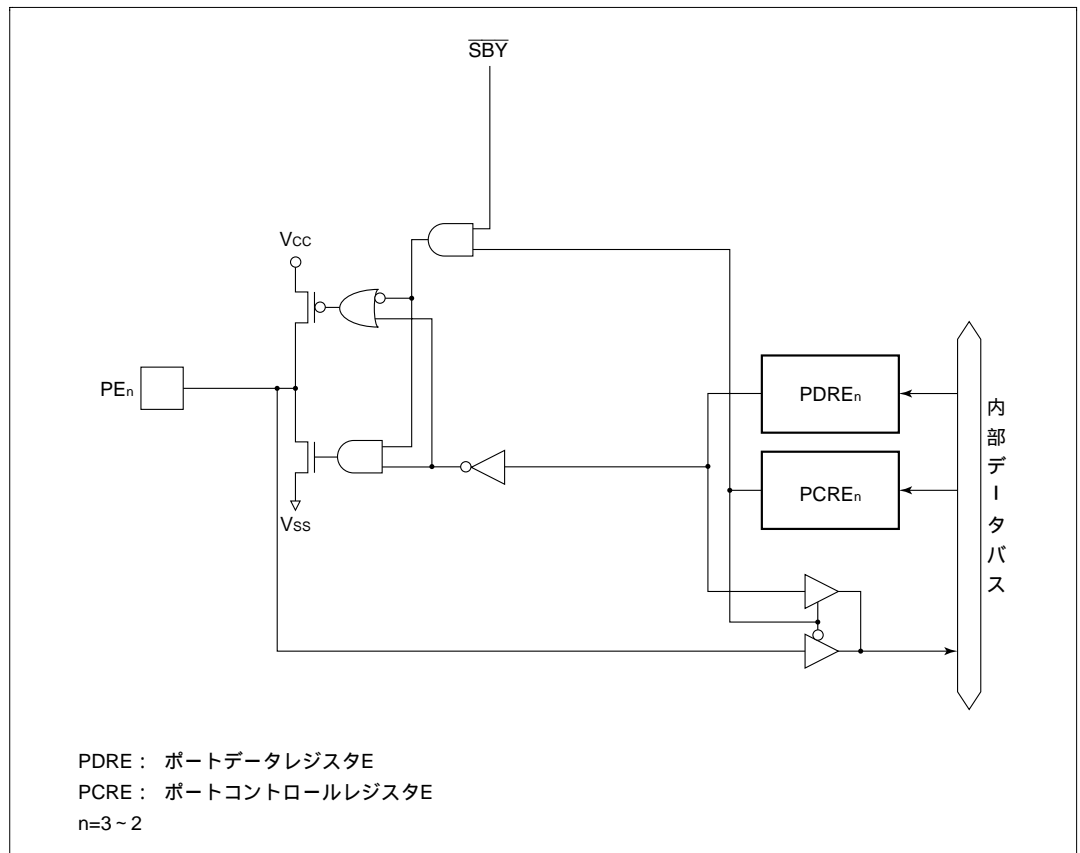 SBY
VCC
PEn
PDREn
PCREn
VSS
内部データバス
PDRE： ポートデータレジスタE
PCRE： ポートコントロールレジスタE
n=3~2